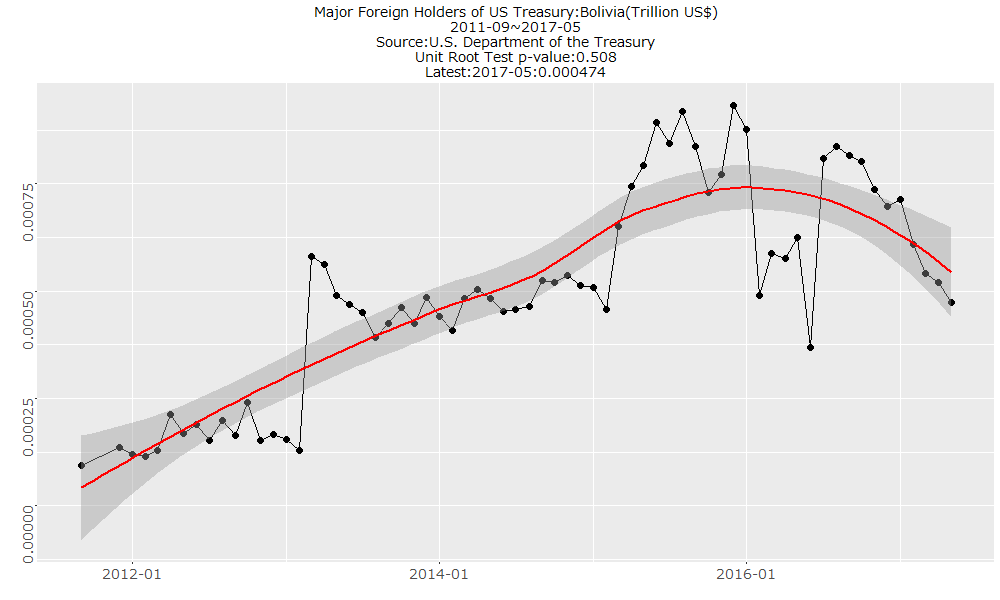 Major Foreign Holders of US Treasury:Bolivia(Trillion US$)
2011-09~2017-05
Source:U.S. Department of the Treasury
Unit Root Test p-value:0.508
Latest:2017-05:0.000474
0.00075
0.00050
0.00025
0.00000
2012-01
2014-01
2016-01